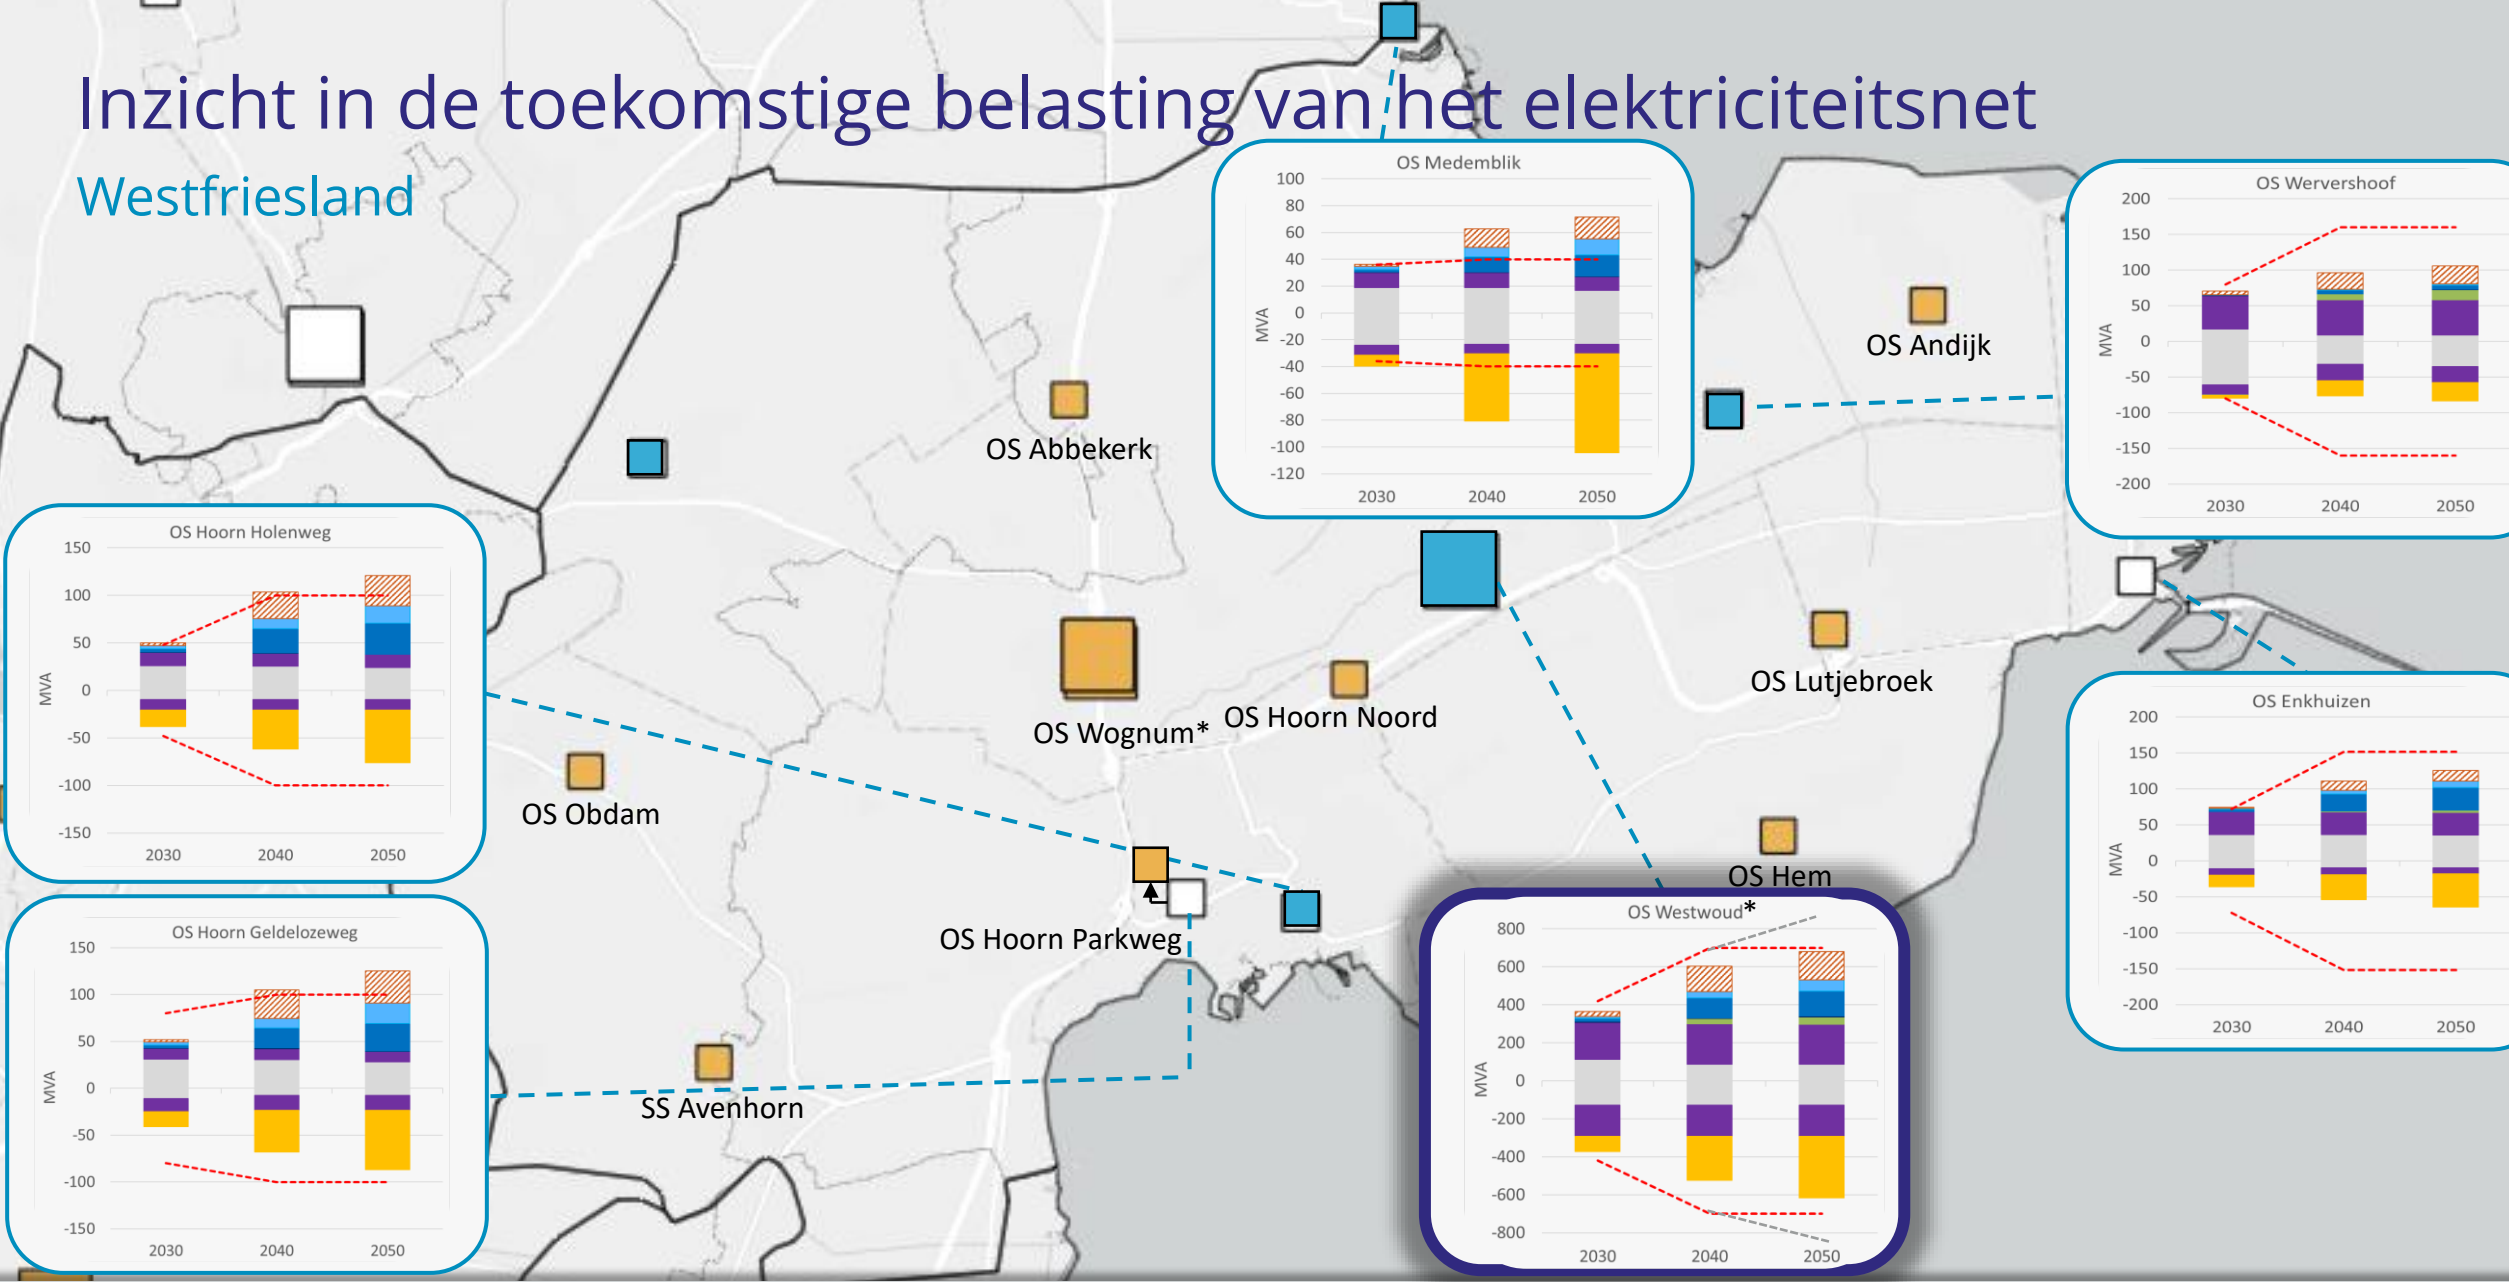 Inzicht in de toekomstige belasting van het elektriciteitsnet
Westfriesland
OS Medemblik
100
80
60
40
20
0
-20
-40
-60
-80
-100
-120
MVA
2030 2040 2050
OS Wervershoof
200
150
100
50
0
-50
-100
-150
-200
MVA
2030 2040 2050
OS Andijk
OS Abbekerk
OS Hoorn Holenweg
150
100
50
0
-50
-100
-150
MVA
2030 2040 2050
OS Wognum*
OS Hoorn Noord
OS Lutjebroek
OS Obdam
OS Enkhuizen
200
150
100
50
0
-50
-100
-150
-200
MVA
2030 2040 2050
OS Hem
OS Hoorn Parkweg
OS Hoorn Geldelozeweg
150
100
50
0
-50
-100
-150
MVA
2030 2040 2050
SS Avenhorn
OS Westwoud*
800
600
400
200
0
-200
-400
-600
-800
MVA
2030 2040 2050